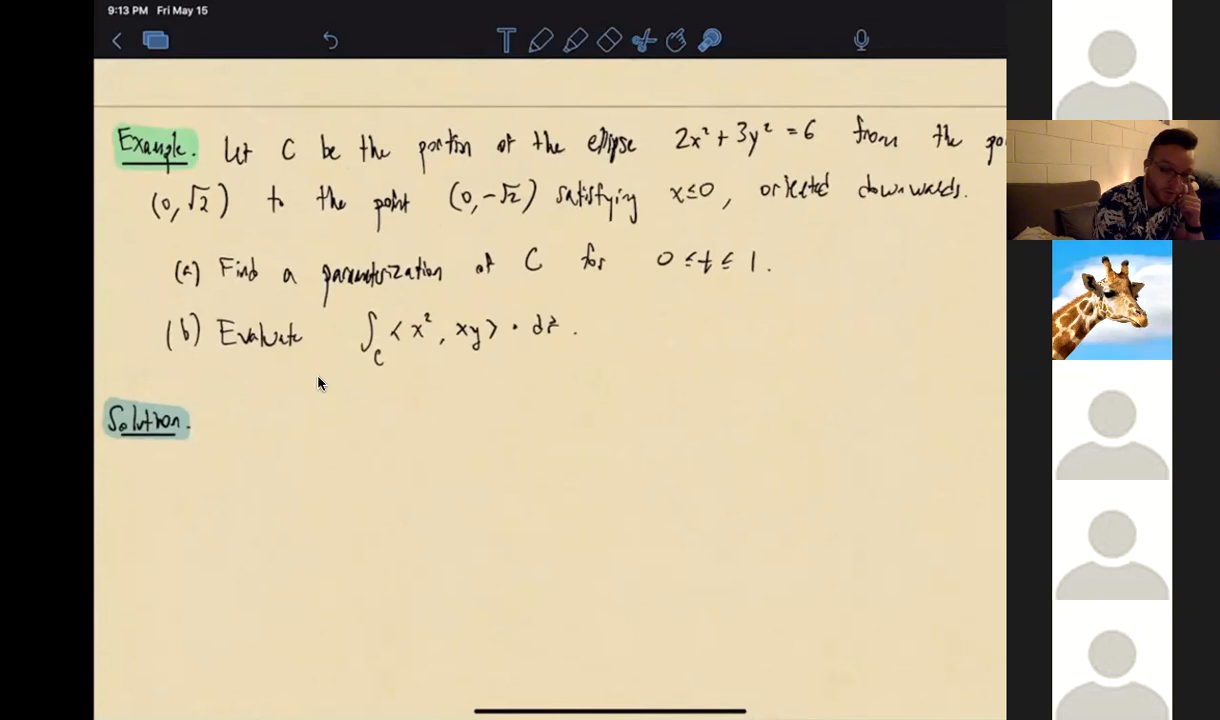 9:13 PM Fri May 15
Example. Let C be the portion of the ellipse 2x² + 3y² = 6 from the po
(0, √2) to the point (0, -√2) satisfying x ≤ 0, oriented downwards.
(a) Find a parameterization of C for 0 ≤ t ≤ 1.
(b) Evaluate ∫_C ⟨x², xy⟩ · dr⃗.
Solution.